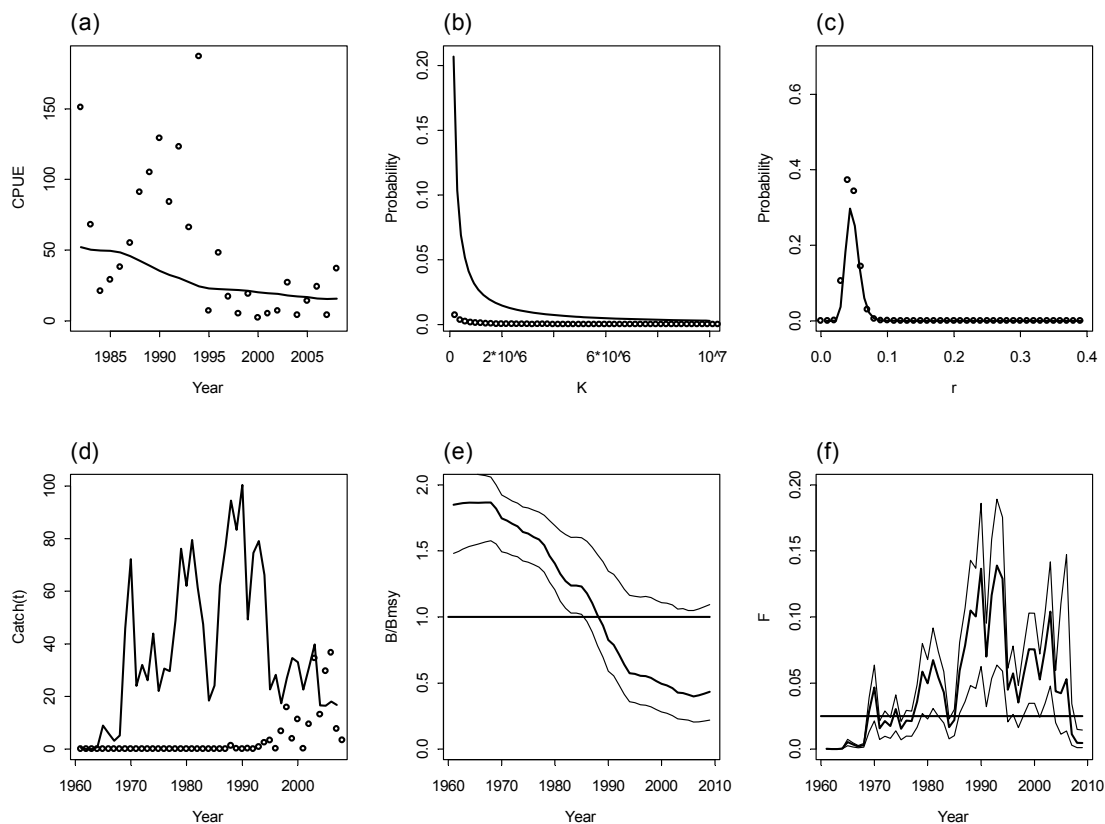 (a)
CPUE
0 50 100 150
1985 1990 1995 2000 2005
Year
(b)
Probability
0.00 0.05 0.10 0.15 0.20
0 2*10^6 6*10^6 10^7
K
(c)
Probability
0.0 0.2 0.4 0.6
0.0 0.1 0.2 0.3 0.4
r
(d)
Catch(t)
0 20 40 60 80 100
1960 1970 1980 1990 2000
Year
(e)
B/Bmsy
0.0 0.5 1.0 1.5 2.0
1960 1970 1980 1990 2000 2010
Year
(f)
F
0.00 0.05 0.10 0.15 0.20
1960 1970 1980 1990 2000 2010
Year